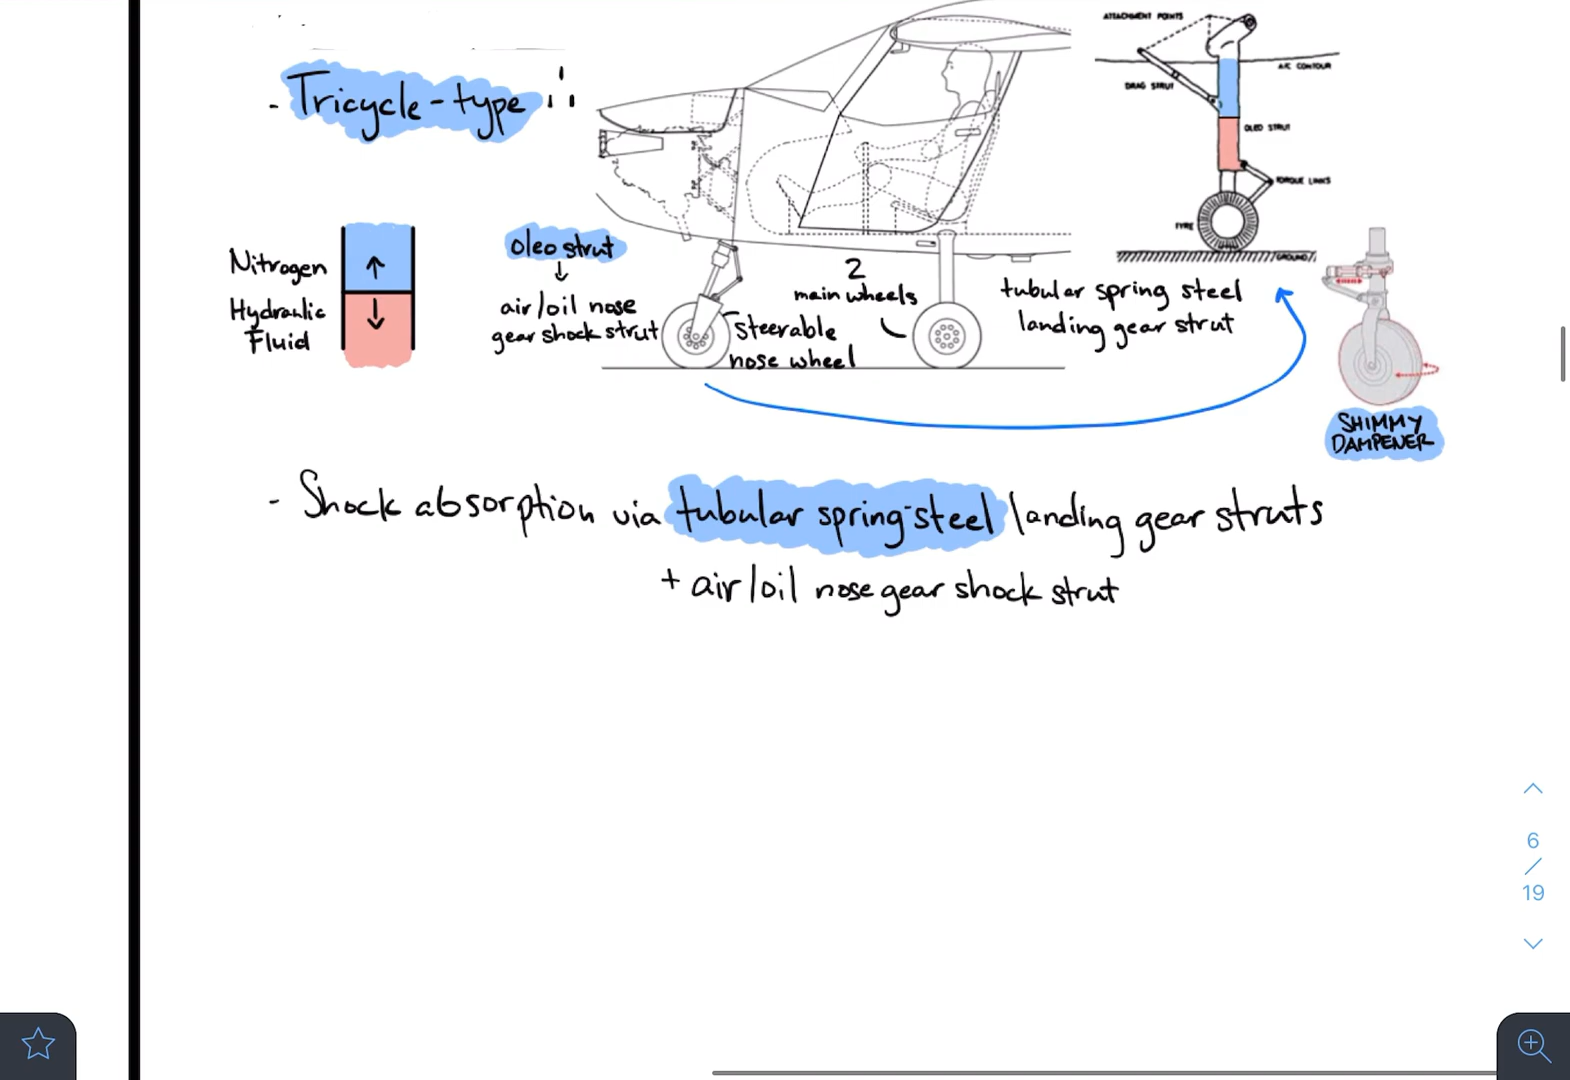 - Tricycle-type
ATTACHMENT POINTS
A/C CONTOUR
DRAG STRUT
OLEO STRUT
TORQUE LINKS
TYRE
GROUND
Nitrogen
Hydraulic
Fluid
oleo strut
air/oil nose
gear shock strut
2
main wheels
steerable
nose wheel
tubular spring steel
landing gear strut
SHIMMY
DAMPENER
- Shock absorption via tubular spring-steel landing gear struts
+ air/oil nose gear shock strut
6
/
19